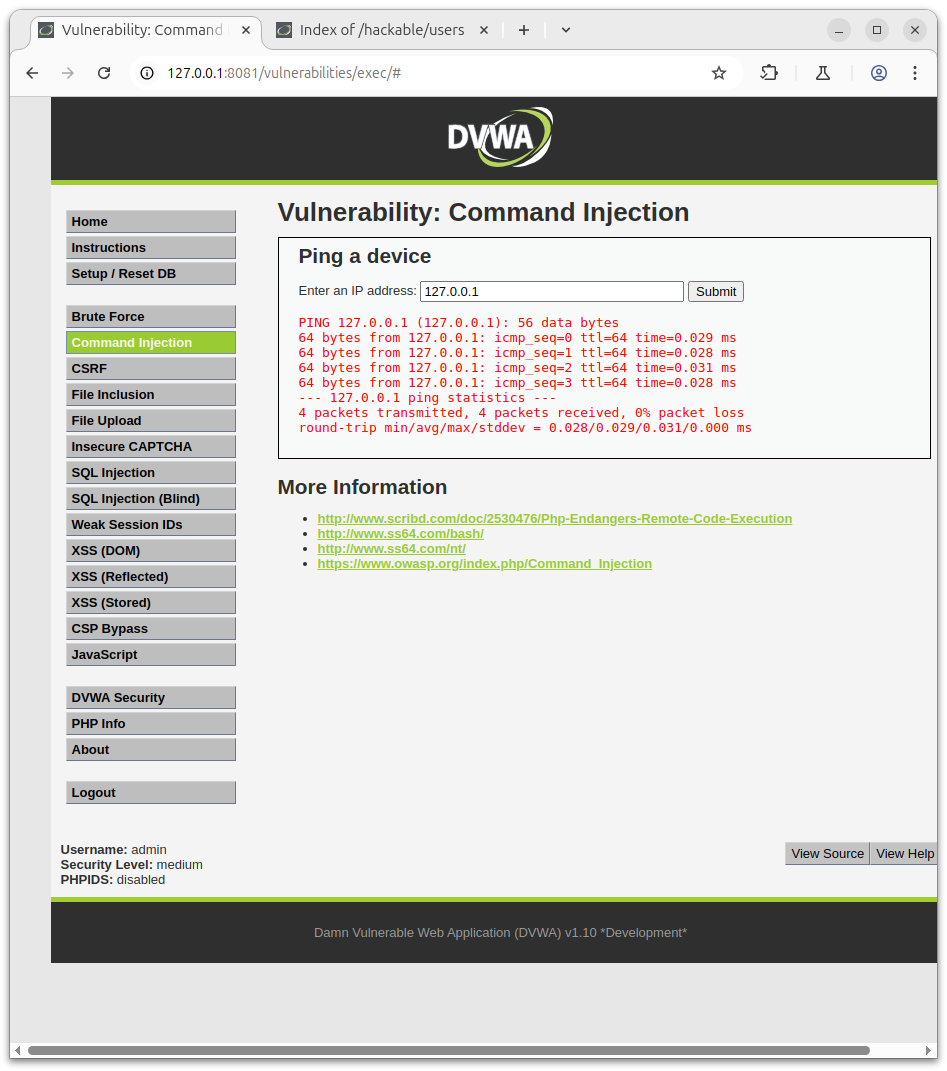 Vulnerability: Command
Index of /hackable/users
127.0.0.1:8081/vulnerabilities/exec/#
DVWA
Home
Instructions
Setup / Reset DB
Brute Force
Command Injection
CSRF
File Inclusion
File Upload
Insecure CAPTCHA
SQL Injection
SQL Injection (Blind)
Weak Session IDs
XSS (DOM)
XSS (Reflected)
XSS (Stored)
CSP Bypass
JavaScript
DVWA Security
PHP Info
About
Logout
Vulnerability: Command Injection
Ping a device
Enter an IP address: 127.0.0.1 Submit
PING 127.0.0.1 (127.0.0.1): 56 data bytes
64 bytes from 127.0.0.1: icmp_seq=0 ttl=64 time=0.029 ms
64 bytes from 127.0.0.1: icmp_seq=1 ttl=64 time=0.028 ms
64 bytes from 127.0.0.1: icmp_seq=2 ttl=64 time=0.031 ms
64 bytes from 127.0.0.1: icmp_seq=3 ttl=64 time=0.028 ms
--- 127.0.0.1 ping statistics ---
4 packets transmitted, 4 packets received, 0% packet loss
round-trip min/avg/max/stddev = 0.028/0.029/0.031/0.000 ms
More Information
http://www.scribd.com/doc/2530476/Php-Endangers-Remote-Code-Execution
http://www.ss64.com/bash/
http://www.ss64.com/nt/
https://www.owasp.org/index.php/Command_Injection
Username: admin
Security Level: medium
PHPIDS: disabled
View Source View Help
Damn Vulnerable Web Application (DVWA) v1.10 *Development*